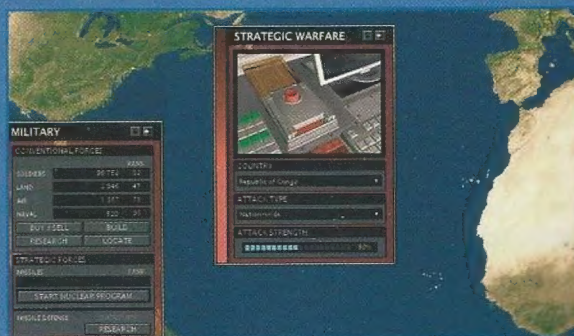 STRATEGIC WARFARE
COUNTRY
Republic of Congo
ATTACK TYPE
Nationwide
ATTACK STRENGTH
MILITARY
CONVENTIONAL FORCES
RANK
SOLDIERS
LAND
AIR
NAVAL
BUY / SELL BUILD
RESEARCH LOCATE
STRATEGIC FORCES
MISSILES
START NUCLEAR PROGRAM
MISSILE DEFENSE
RESEARCH